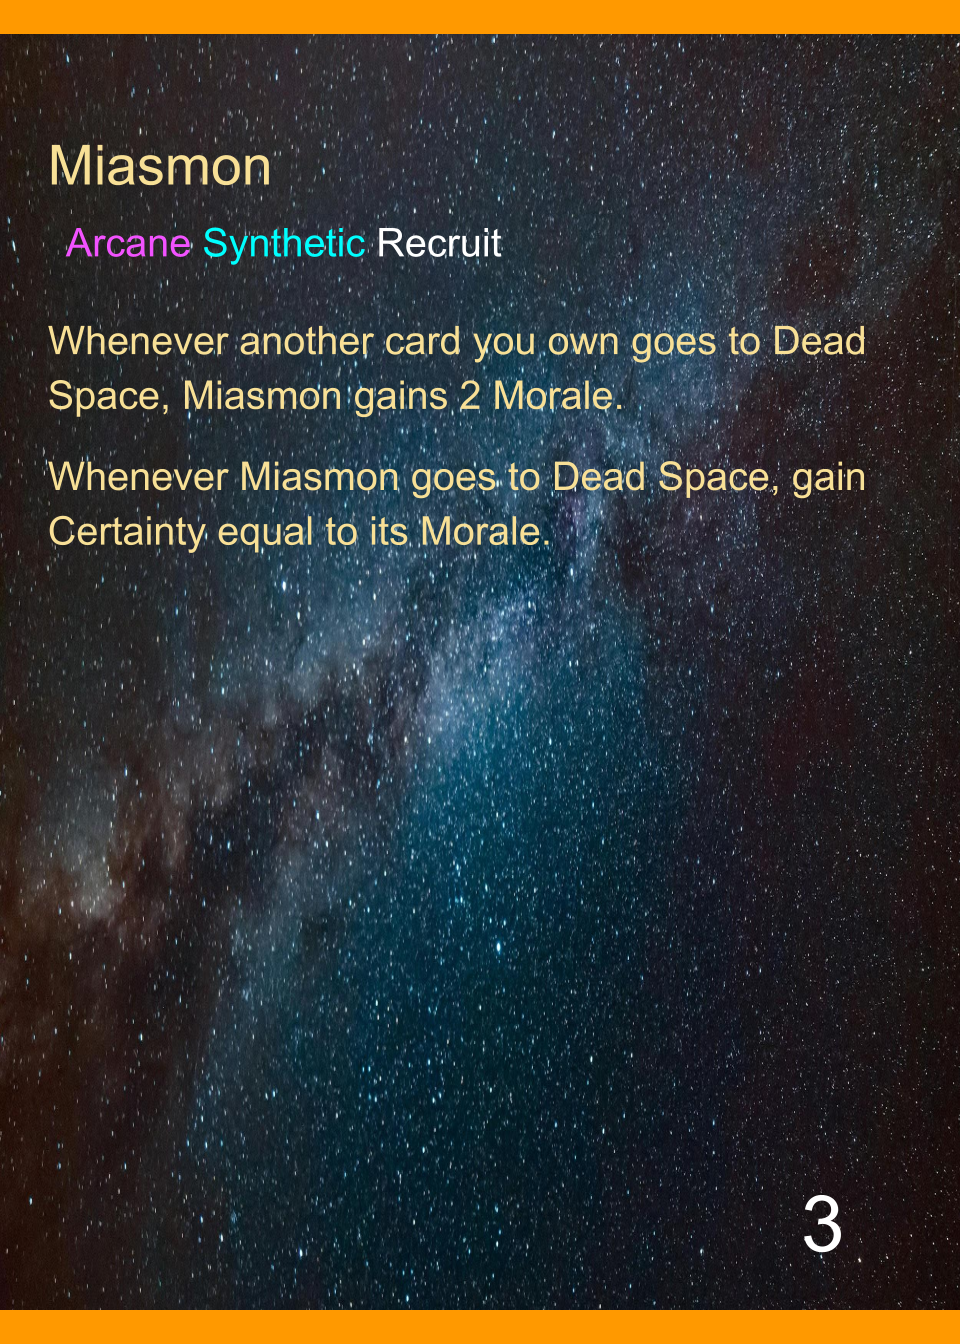 Miasmon
Arcane Synthetic Recruit
Whenever another card you own goes to Dead
Space, Miasmon gains 2 Morale.
Whenever Miasmon goes to Dead Space, gain
Certainty equal to its Morale.
3